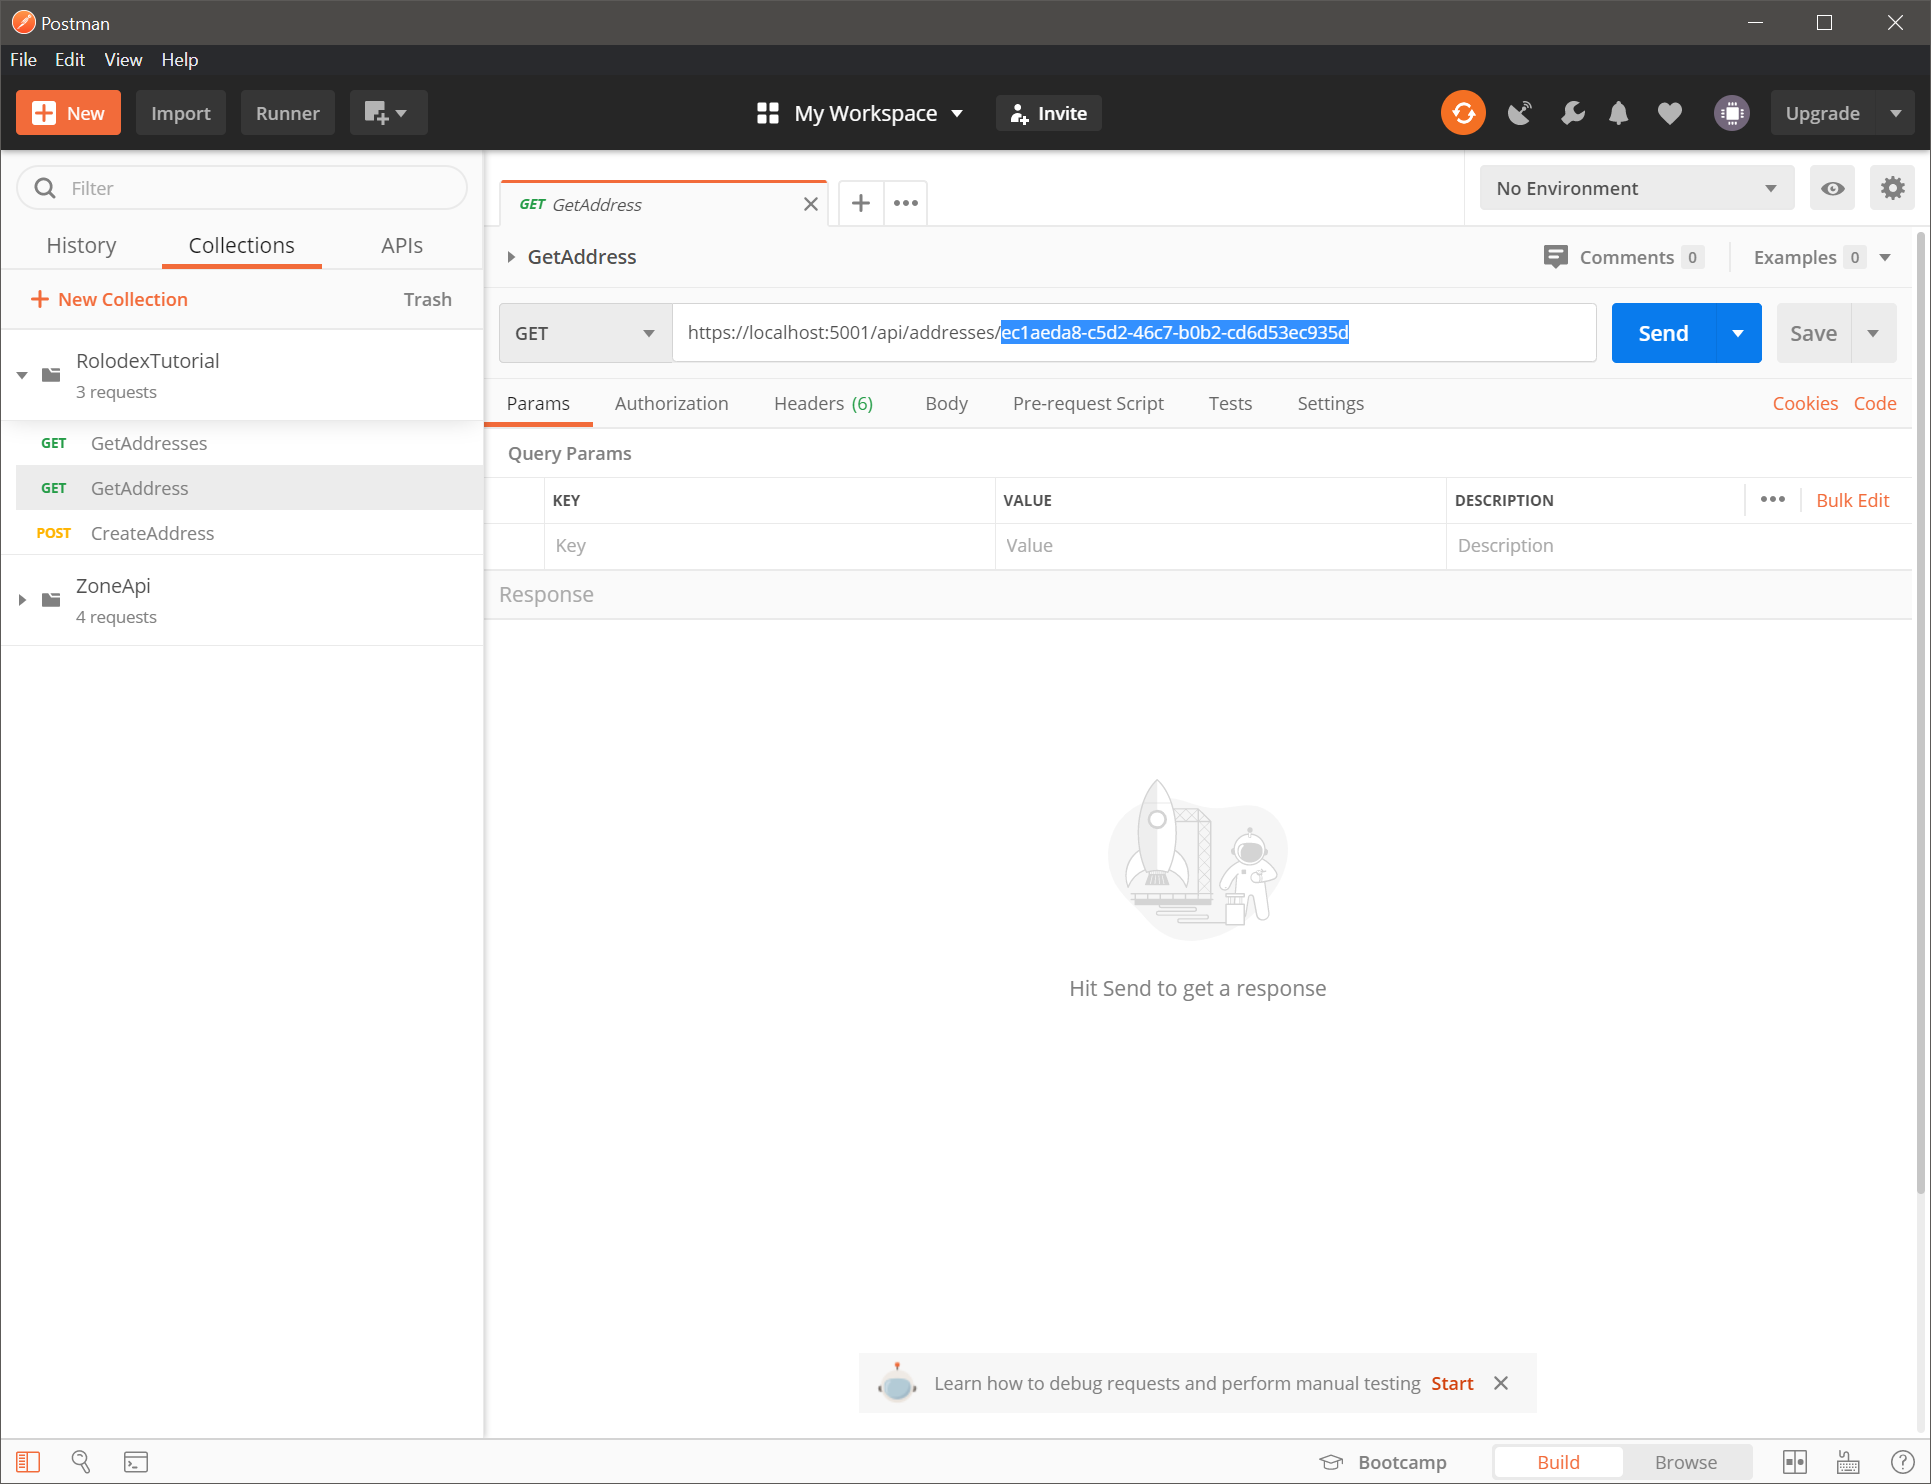 Postman
File Edit View Help
New Import Runner My Workspace Invite Upgrade
Filter
History Collections APIs
New Collection Trash
RolodexTutorial
3 requests
GET GetAddresses
GET GetAddress
POST CreateAddress
ZoneApi
4 requests
GET GetAddress
No Environment
GetAddress Comments 0 Examples 0
GET https://localhost:5001/api/addresses/ec1aeda8-c5d2-46c7-b0b2-cd6d53ec935d Send Save
Params Authorization Headers (6) Body Pre-request Script Tests Settings Cookies Code
Query Params
KEY VALUE DESCRIPTION Bulk Edit
Key Value Description
Response
Hit Send to get a response
Learn how to debug requests and perform manual testing Start
Bootcamp Build Browse